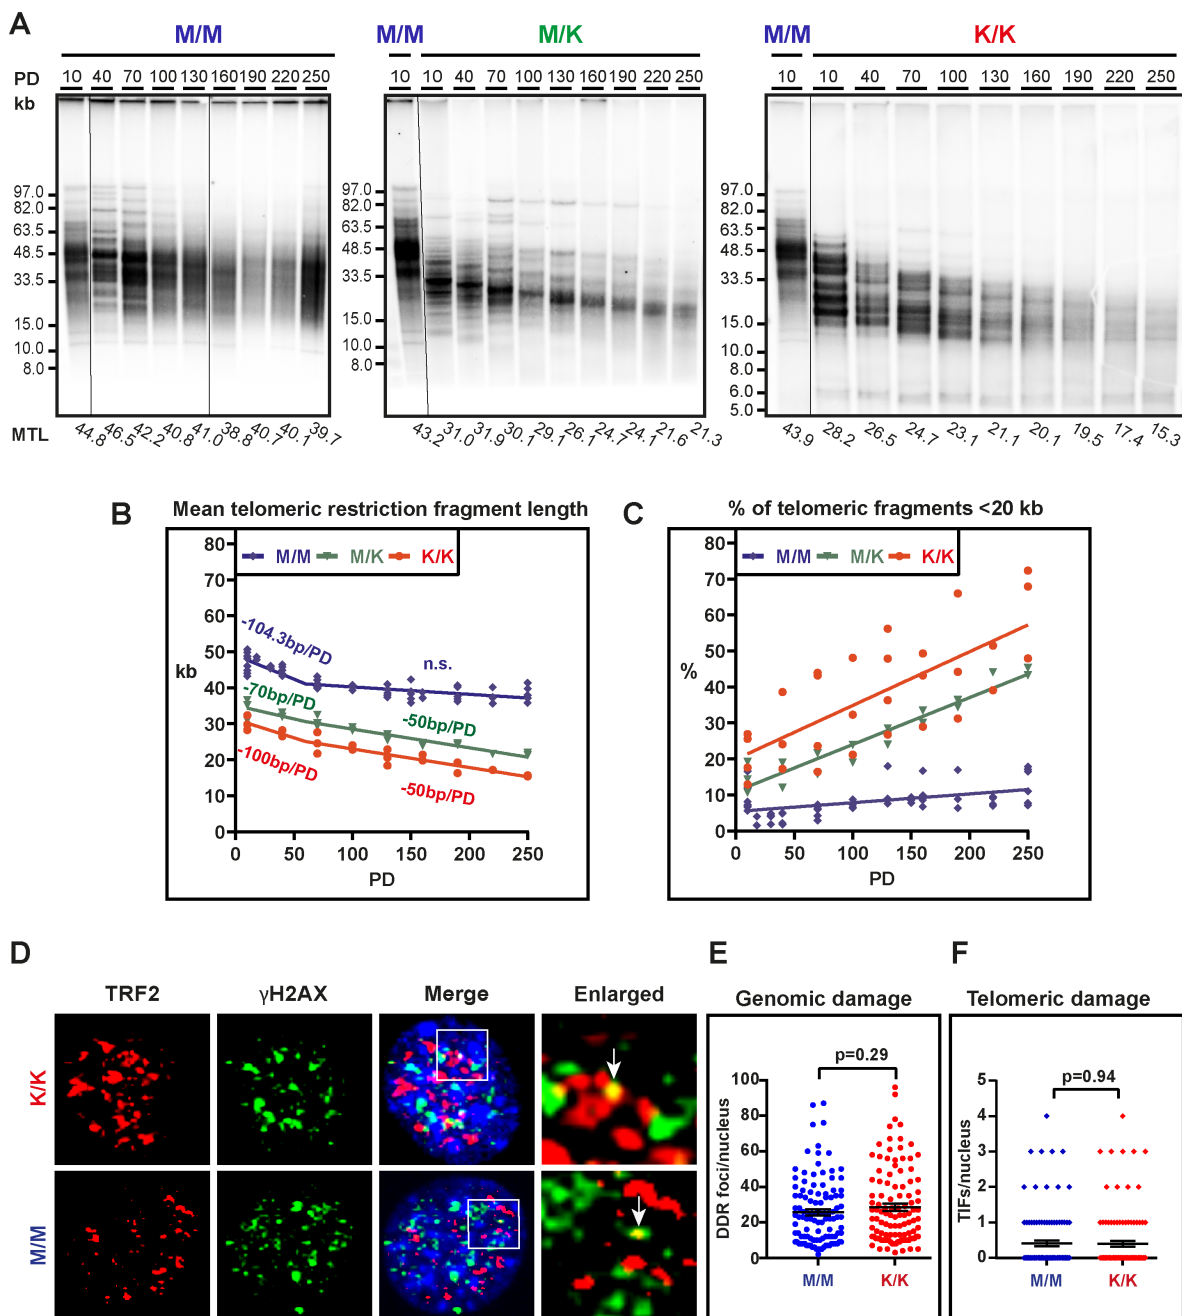 A
M/M M/M M/K M/M K/K
PD 10 40 70 100 130 160 190 220 250 10 10 40 70 100 130 160 190 220 250 10 10 40 70 100 130 160 190 220 250
kb
97.0 97.0 97.0
82.0 82.0 82.0
63.5 63.5 63.5
48.5 48.5 48.5
33.5 33.5 33.5
15.0 15.0 15.0
10.0 10.0 10.0
8.0 8.0 8.0
6.0
5.0
MTL 44.8 46.5 42.2 40.8 41.0 38.8 40.7 40.1 39.7 43.2 31.0 31.9 30.1 29.1 26.1 24.7 24.1 21.6 21.3 43.9 28.2 26.5 24.7 23.1 21.1 20.1 19.5 17.4 15.3
B Mean telomeric restriction fragment length
M/M M/K K/K
80
70
60
50
40
30
20
10
0
kb
-104.3bp/PD
n.s.
-70bp/PD
-50bp/PD
-100bp/PD
-50bp/PD
0 50 100 150 200 250
PD
C % of telomeric fragments <20 kb
M/M M/K K/K
80
70
60
50
40
30
20
10
0
%
0 50 100 150 200 250
PD
D
TRF2 γH2AX Merge Enlarged
K/K
M/M
E
Genomic damage
p=0.29
100
80
60
40
20
0
DDR foci/nucleus
M/M K/K
F
Telomeric damage
p=0.94
5
4
3
2
1
0
TIFs/nucleus
M/M K/K